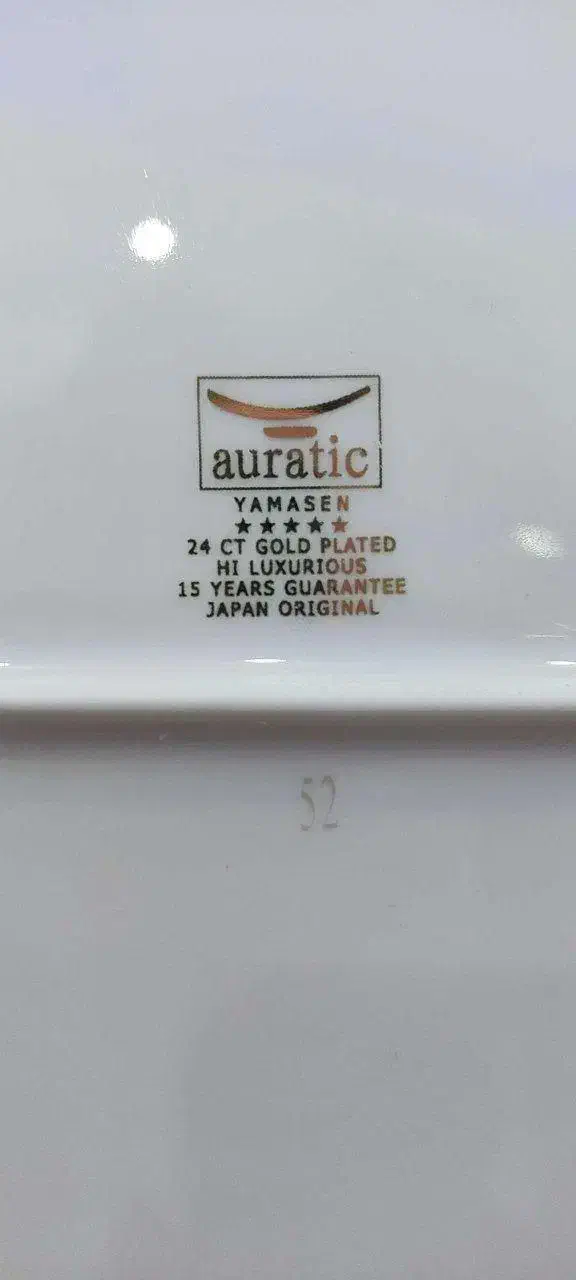 auratic
YAMASEN
★★★★★
24 CT GOLD PLATED
HI LUXURIOUS
15 YEARS GUARANTEE
JAPAN ORIGINAL
52